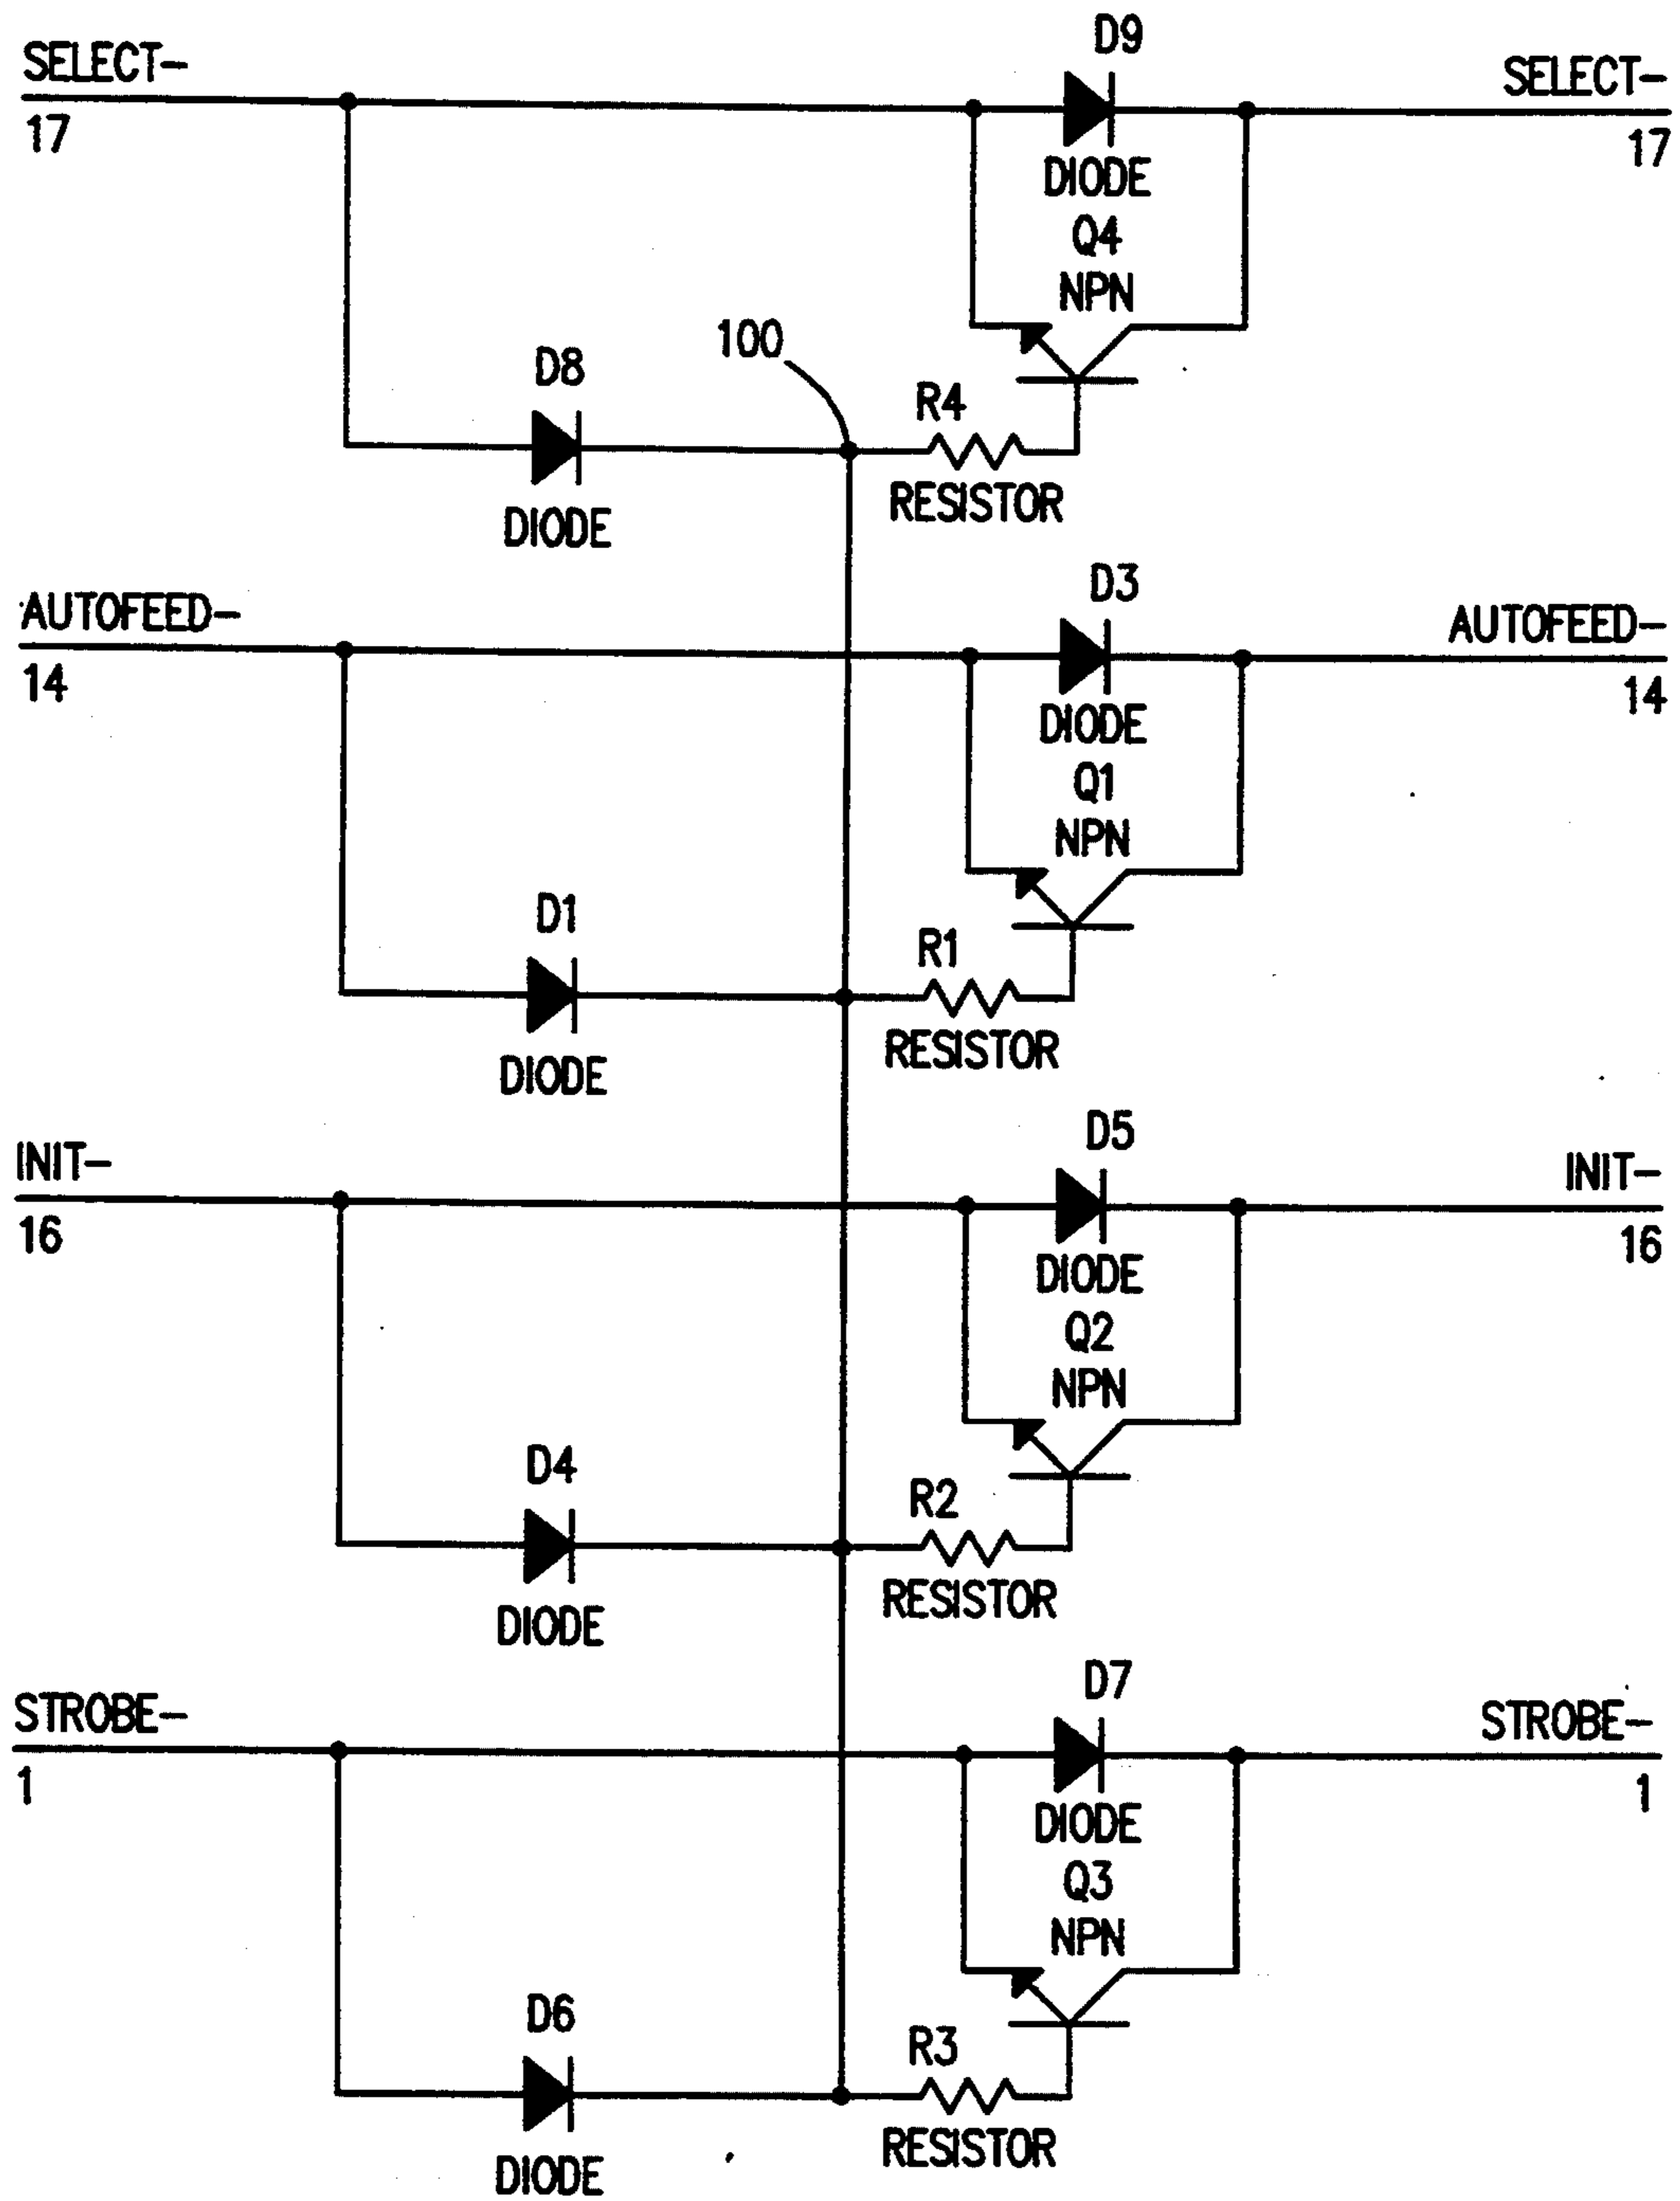 D9
SELECT-
SELECT-
17
17
DIODE
Q4
NPN
100
D8
R4
RESISTOR
DIODE
D3
AUTOFEED-
AUTOFEED-
14
14
DIODE
Q1
NPN
D1
R1
RESISTOR
DIODE
D5
INIT-
INIT-
16
16
DIODE
Q2
NPN
D4
R2
RESISTOR
DIODE
D7
STROBE-
STROBE-
1
1
DIODE
Q3
NPN
D6
R3
RESISTOR
DIODE